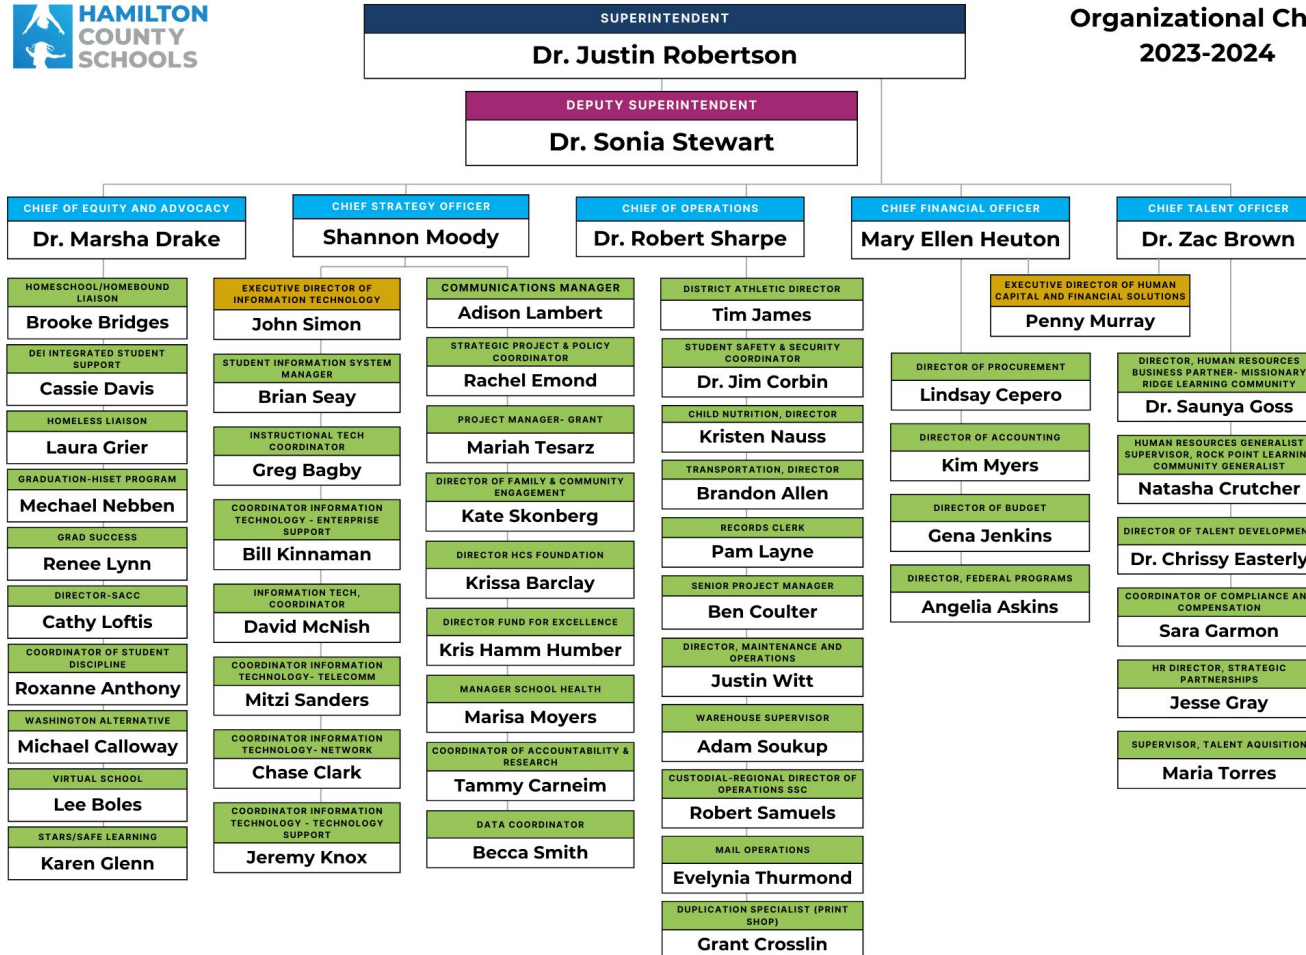 HAMILTON
COUNTY
SCHOOLS
SUPERINTENDENT
Dr. Justin Robertson
Organizational Ch
2023-2024
DEPUTY SUPERINTENDENT
Dr. Sonia Stewart
CHIEF OF EQUITY AND ADVOCACY
Dr. Marsha Drake
HOMESCHOOL/HOMEBOUND
LIAISON
Brooke Bridges
DEI INTEGRATED STUDENT
SUPPORT
Cassie Davis
HOMELESS LIAISON
Laura Grier
GRADUATION-HISET PROGRAM
Mechael Nebben
GRAD SUCCESS
Renee Lynn
DIRECTOR-SACC
Cathy Loftis
COORDINATOR OF STUDENT
DISCIPLINE
Roxanne Anthony
WASHINGTON ALTERNATIVE
Michael Calloway
VIRTUAL SCHOOL
Lee Boles
STARS/SAFE LEARNING
Karen Glenn
CHIEF STRATEGY OFFICER
Shannon Moody
EXECUTIVE DIRECTOR OF
INFORMATION TECHNOLOGY
John Simon
STUDENT INFORMATION SYSTEM
MANAGER
Brian Seay
INSTRUCTIONAL TECH
COORDINATOR
Greg Bagby
COORDINATOR INFORMATION
TECHNOLOGY - ENTERPRISE
SUPPORT
Bill Kinnaman
INFORMATION TECH,
COORDINATOR
David McNish
COORDINATOR INFORMATION
TECHNOLOGY- TELECOMM
Mitzi Sanders
COORDINATOR INFORMATION
TECHNOLOGY- NETWORK
Chase Clark
COORDINATOR INFORMATION
TECHNOLOGY - TECHNOLOGY
SUPPORT
Jeremy Knox
COMMUNICATIONS MANAGER
Adison Lambert
STRATEGIC PROJECT & POLICY
COORDINATOR
Rachel Emond
PROJECT MANAGER- GRANT
Mariah Tesarz
DIRECTOR OF FAMILY & COMMUNITY
ENGAGEMENT
Kate Skonberg
DIRECTOR HCS FOUNDATION
Krissa Barclay
DIRECTOR FUND FOR EXCELLENCE
Kris Hamm Humber
MANAGER SCHOOL HEALTH
Marisa Moyers
COORDINATOR OF ACCOUNTABILITY &
RESEARCH
Tammy Carneim
DATA COORDINATOR
Becca Smith
CHIEF OF OPERATIONS
Dr. Robert Sharpe
DISTRICT ATHLETIC DIRECTOR
Tim James
STUDENT SAFETY & SECURITY
COORDINATOR
Dr. Jim Corbin
CHILD NUTRITION, DIRECTOR
Kristen Nauss
TRANSPORTATION, DIRECTOR
Brandon Allen
RECORDS CLERK
Pam Layne
SENIOR PROJECT MANAGER
Ben Coulter
DIRECTOR, MAINTENANCE AND
OPERATIONS
Justin Witt
WAREHOUSE SUPERVISOR
Adam Soukup
CUSTODIAL-REGIONAL DIRECTOR OF
OPERATIONS SSC
Robert Samuels
MAIL OPERATIONS
Evelynia Thurmond
DUPLICATION SPECIALIST (PRINT
SHOP)
Grant Crosslin
CHIEF FINANCIAL OFFICER
Mary Ellen Heuton
EXECUTIVE DIRECTOR OF HUMAN
CAPITAL AND FINANCIAL SOLUTIONS
Penny Murray
DIRECTOR OF PROCUREMENT
Lindsay Cepero
DIRECTOR OF ACCOUNTING
Kim Myers
DIRECTOR OF BUDGET
Gena Jenkins
DIRECTOR, FEDERAL PROGRAMS
Angelia Askins
CHIEF TALENT OFFICER
Dr. Zac Brown
DIRECTOR, HUMAN RESOURCES
BUSINESS PARTNER- MISSIONARY
RIDGE LEARNING COMMUNITY
Dr. Saunya Goss
HUMAN RESOURCES GENERALIST
SUPERVISOR, ROCK POINT LEARNIN
COMMUNITY GENERALIST
Natasha Crutcher
DIRECTOR OF TALENT DEVELOPMEN
Dr. Chrissy Easterly
COORDINATOR OF COMPLIANCE AN
COMPENSATION
Sara Garmon
HR DIRECTOR, STRATEGIC
PARTNERSHIPS
Jesse Gray
SUPERVISOR, TALENT AQUISITION
Maria Torres